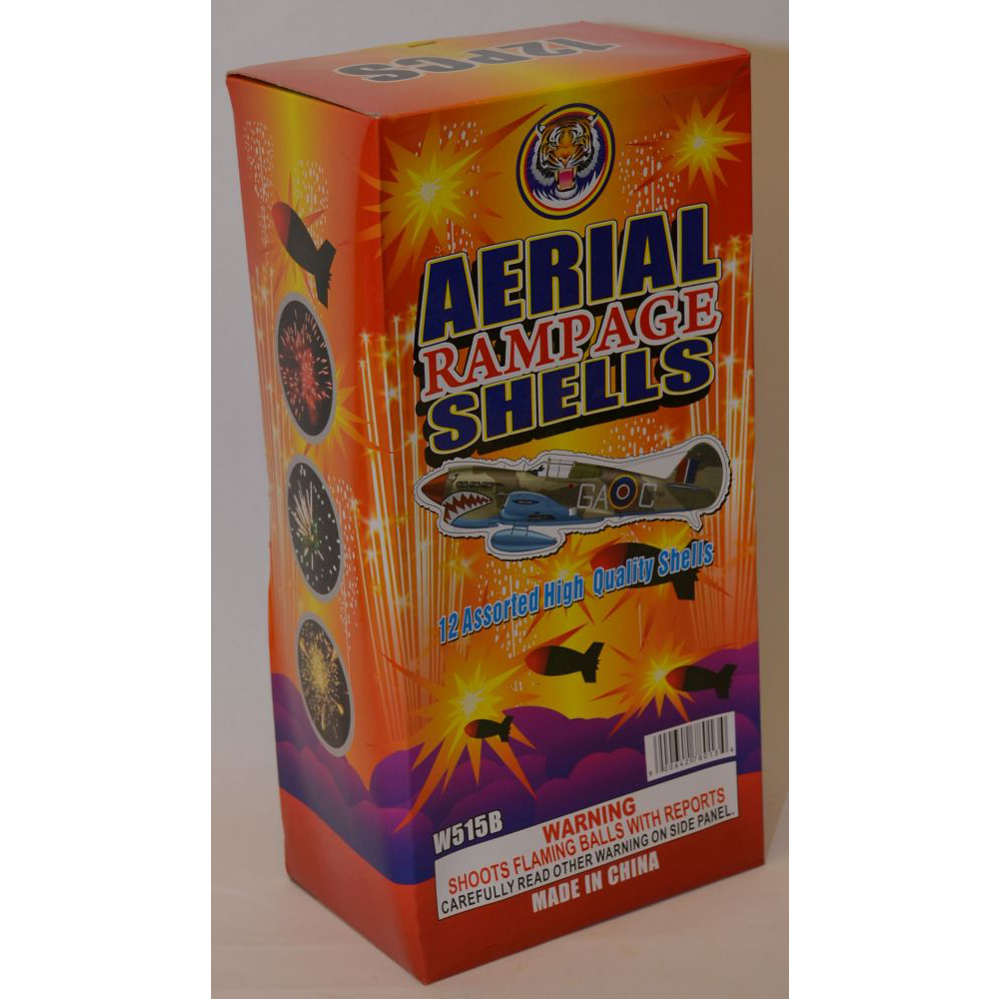 12PCS
AERIAL
RAMPAGE
SHELLS
GA C
12 Assorted High Quality Shells
W515B
WARNING
SHOOTS FLAMING BALLS WITH REPORTS
CAREFULLY READ OTHER WARNING ON SIDE PANEL.
MADE IN CHINA